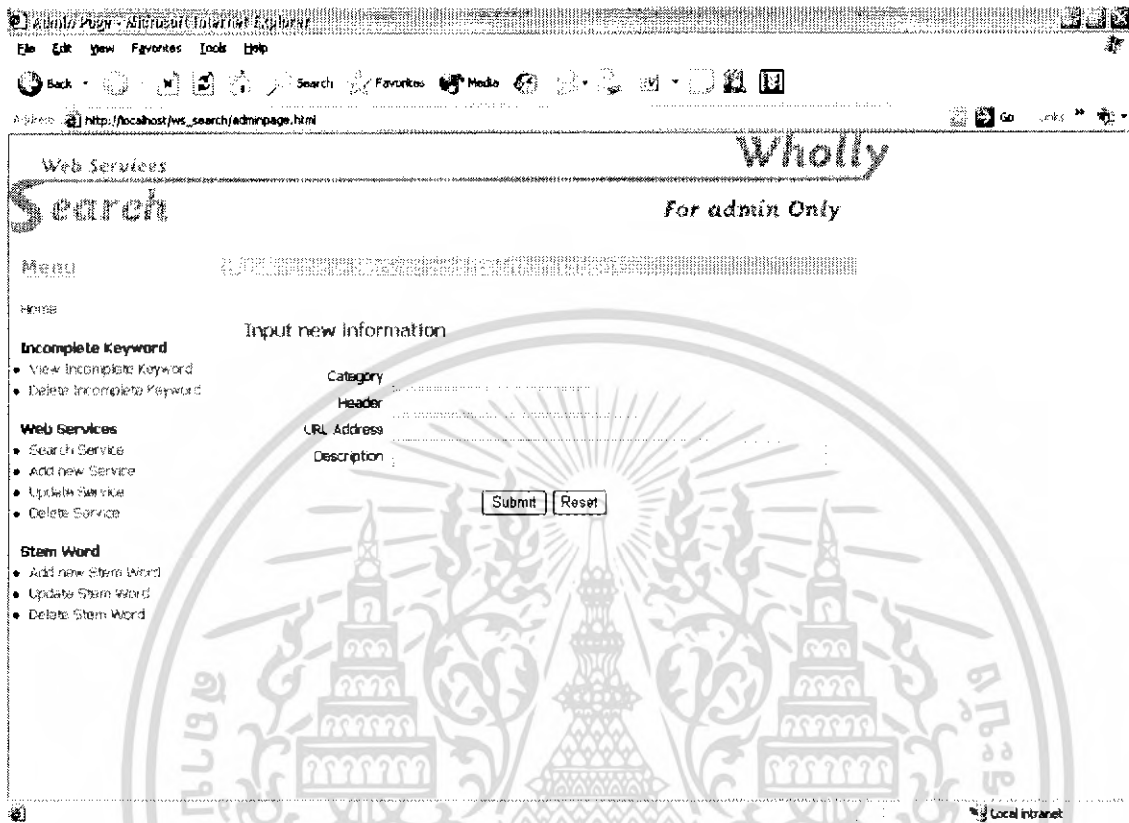 Admin Page - Microsoft Internet Explorer
File Edit View Favorites Tools Help
Back Search Favorites Media
Address http://localhost/ws_search/adminpage.html Go Links »
Web Services Wholly
Search For admin Only
Menu
Home
Input new information
Incomplete Keyword
• View Incomplete Keyword
• Delete Incomplete Keyword
Category
Header
URL Address
Description
Web Services
• Search Service
• Add new Service
• Update Service
• Delete Service
Submit Reset
Stem Word
• Add new Stem Word
• Update Stem Word
• Delete Stem Word
Local intranet